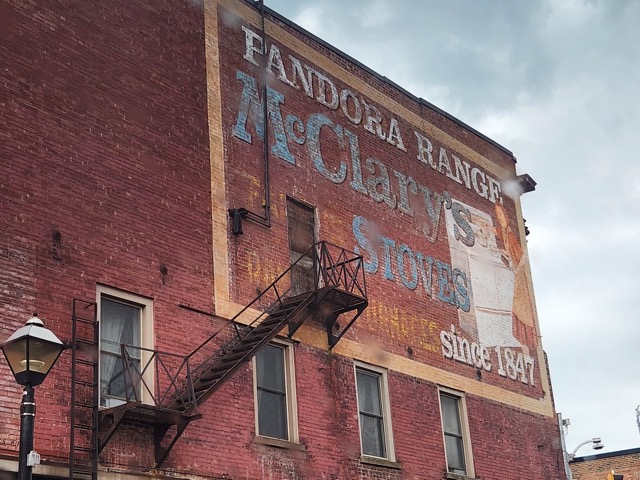 PANDORA RANGE
McClary's
STOVES
since 1847